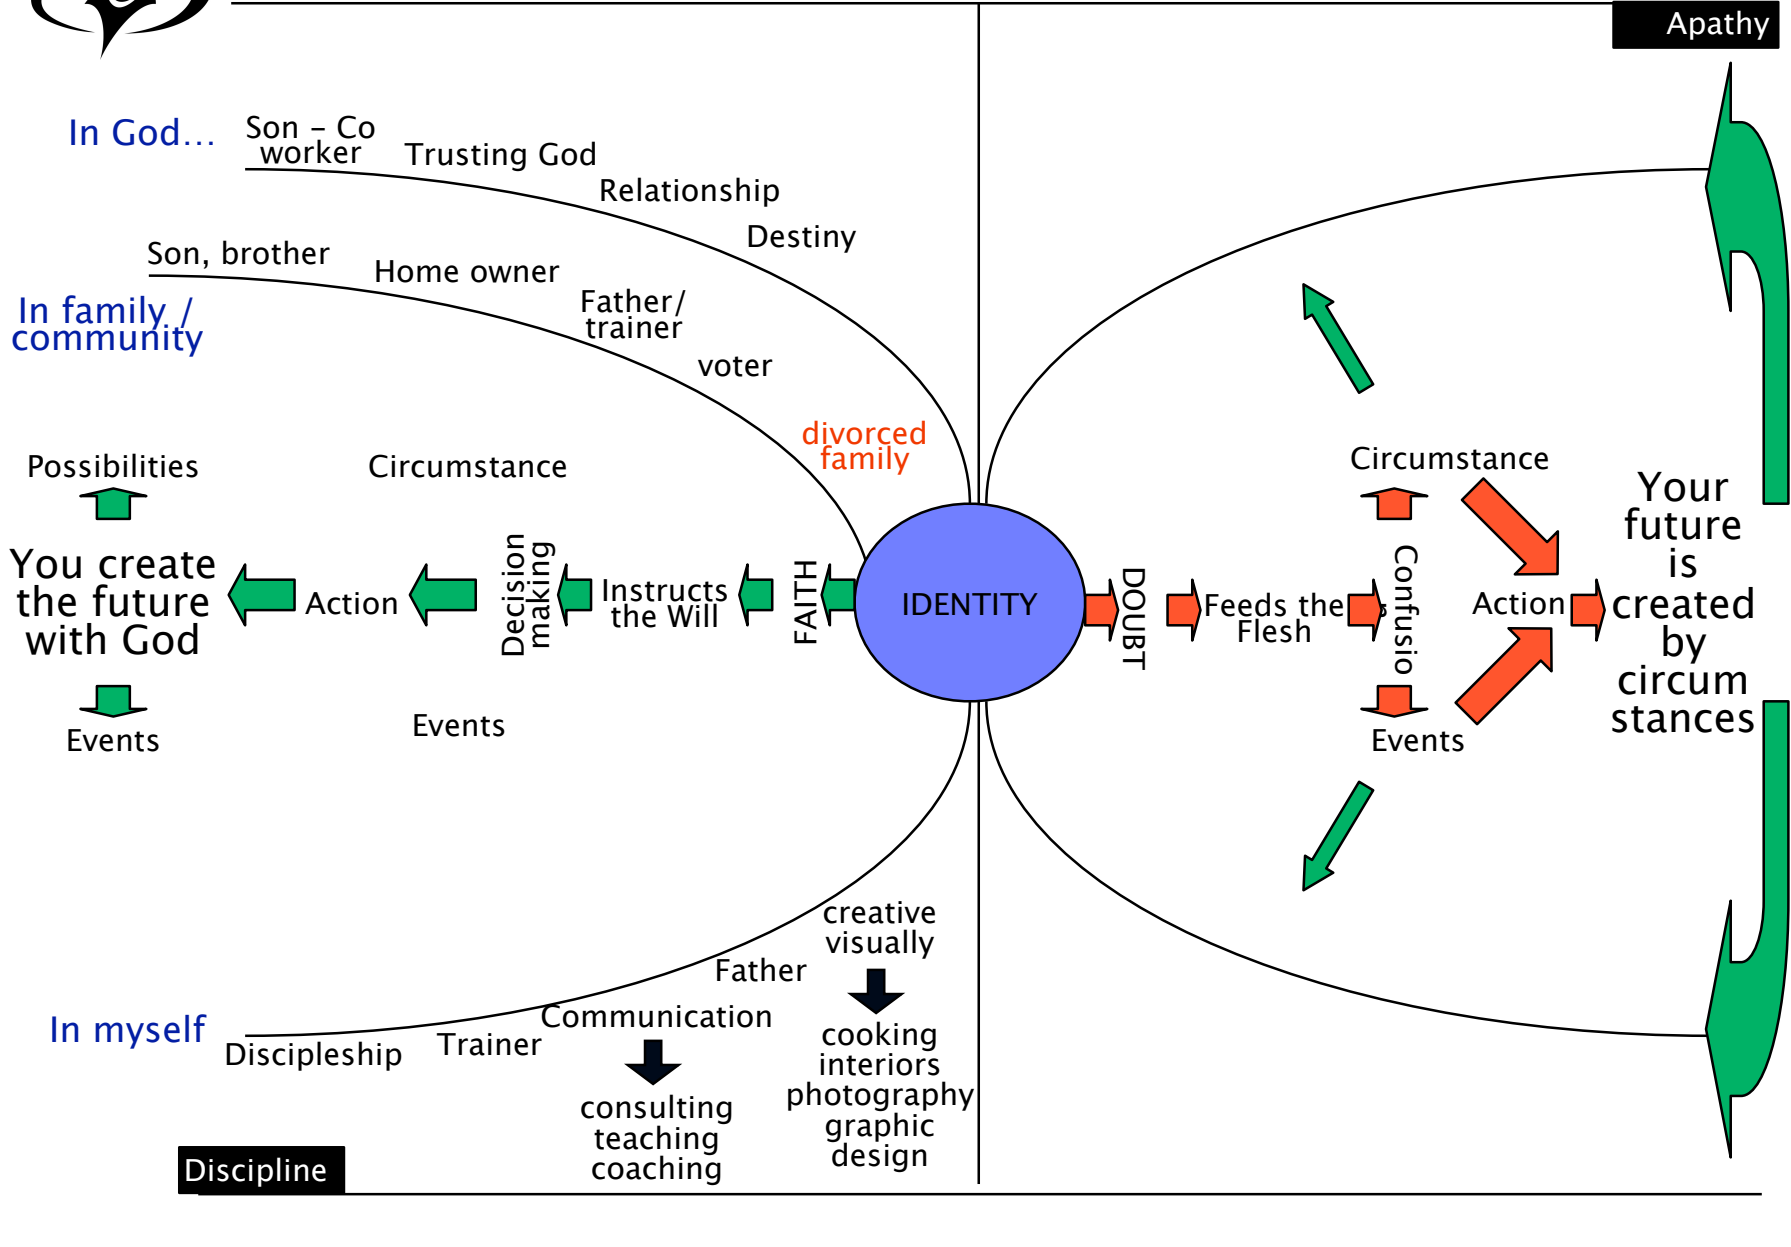 Apathy
In God…
Son – Co
worker
Trusting God
Relationship
Destiny
Son, brother
Home owner
Father/
trainer
voter
In family /
community
divorced
family
Possibilities
Circumstance
You create
the future
with God
Action
Decision
making
Instructs
the Will
FAITH
IDENTITY
Events
Events
DOUBT
Feeds the
Flesh
Confusio
Circumstance
Action
Events
Your
future
is
created
by
circum
stances
In myself
Discipleship
Trainer
Communication
Father
creative
visually
consulting
teaching
coaching
cooking
interiors
photography
graphic
design
Discipline